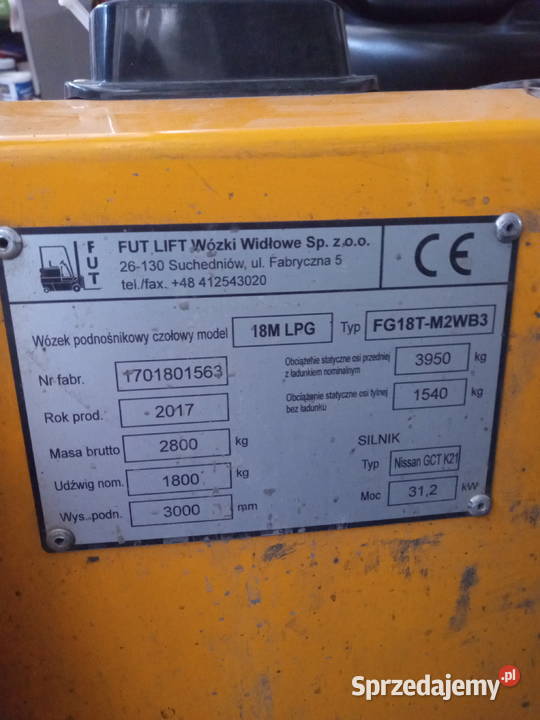 FUT
FUT LIFT Wózki Widłowe Sp. z.o.o.
26-130 Suchedniów, ul. Fabryczna 5
tel./fax. +48 412543020
CE
Wózek podnośnikowy czołowy model 18M LPG Typ FG18T-M2WB3
Nr fabr. 1701801563
Rok prod. 2017
Masa brutto 2800 kg
Udźwig nom. 1800 kg
Wys. podn. 3000 mm
Obciążenie statyczne osi przedniej
z ładunkiem nominalnym 3950 kg
Obciążenie statyczne osi tylnej
bez ładunku 1540 kg
SILNIK
Typ Nissan GCT K21
Moc 31,2 kW
Sprzedajemy.pl